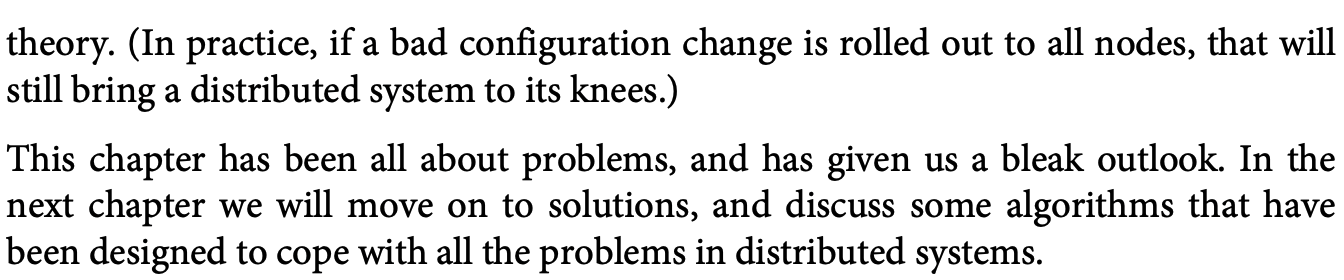 theory. (In practice, if a bad configuration change is rolled out to all nodes, that will
still bring a distributed system to its knees.)
This chapter has been all about problems, and has given us a bleak outlook. In the
next chapter we will move on to solutions, and discuss some algorithms that have
been designed to cope with all the problems in distributed systems.